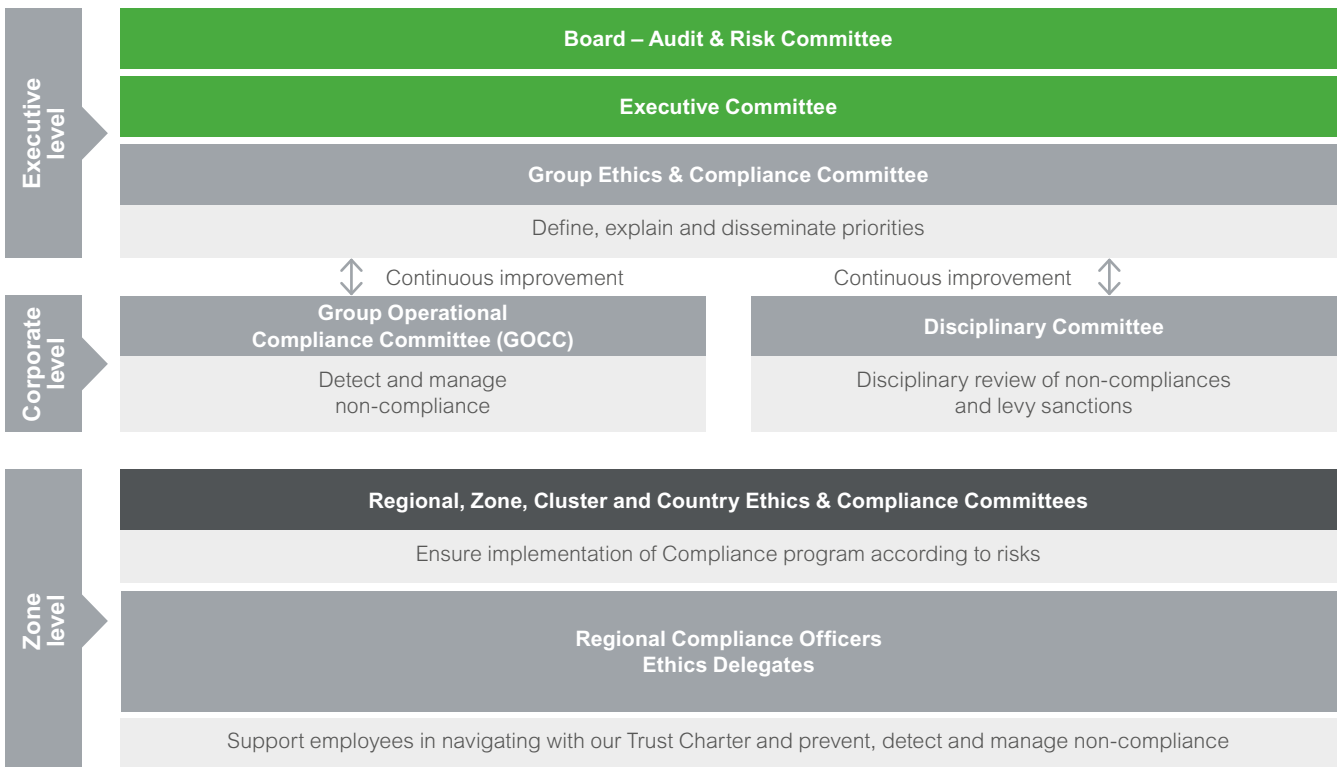 Executive
level
Board – Audit & Risk Committee
Executive Committee
Group Ethics & Compliance Committee
Define, explain and disseminate priorities
Continuous improvement
Continuous improvement
Corporate
level
Group Operational
Compliance Committee (GOCC)
Detect and manage
non-compliance
Disciplinary Committee
Disciplinary review of non-compliances
and levy sanctions
Zone
level
Regional, Zone, Cluster and Country Ethics & Compliance Committees
Ensure implementation of Compliance program according to risks
Regional Compliance Officers
Ethics Delegates
Support employees in navigating with our Trust Charter and prevent, detect and manage non-compliance